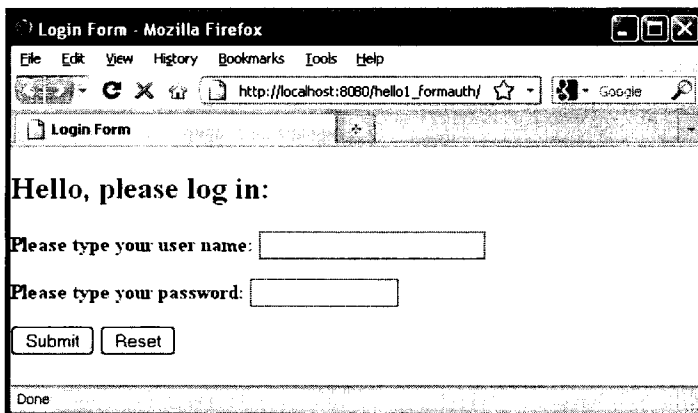 Login Form - Mozilla Firefox
File Edit View History Bookmarks Tools Help
http://localhost:8080/hello1_formauth/ Google
Login Form
Hello, please log in:
Please type your user name:
Please type your password:
Submit Reset
Done